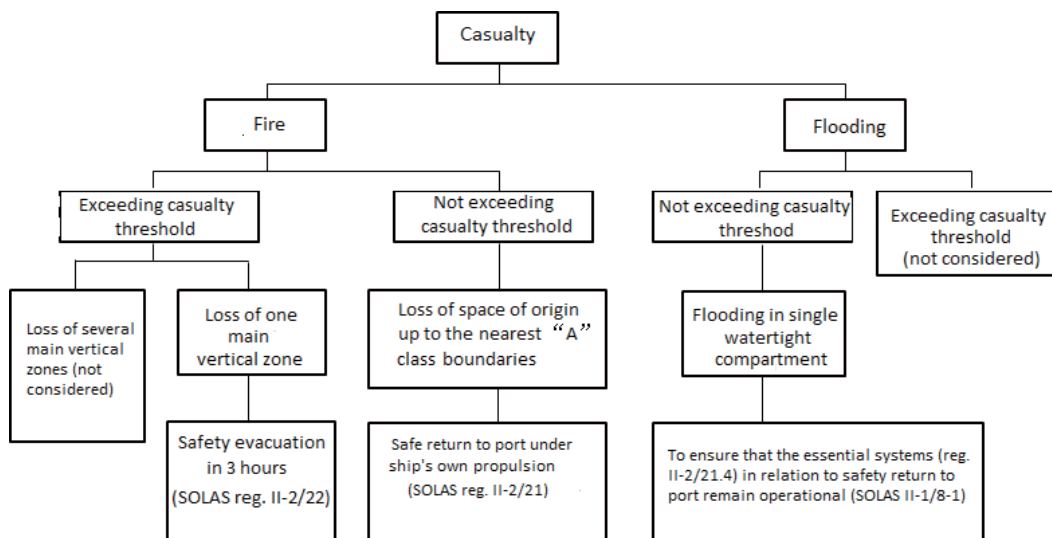 Casualty
Fire
Flooding
Exceeding casualty
threshold
Not exceeding
casualty threshold
Not exceeding casualty
threshod
Exceeding casualty
threshold
(not considered)
Loss of several
main vertical
zones (not
considered)
Loss of one
main
vertical zone
Loss of space of origin
up to the nearest “A”
class boundaries
Flooding in single
watertight
compartment
Safety evacuation
in 3 hours
(SOLAS reg. II-2/22)
Safe return to port under
ship's own propulsion
(SOLAS reg. II-2/21)
To ensure that the essential systems (reg.
II-2/21.4) in relation to safety return to
port remain operational (SOLAS II-1/8-1)